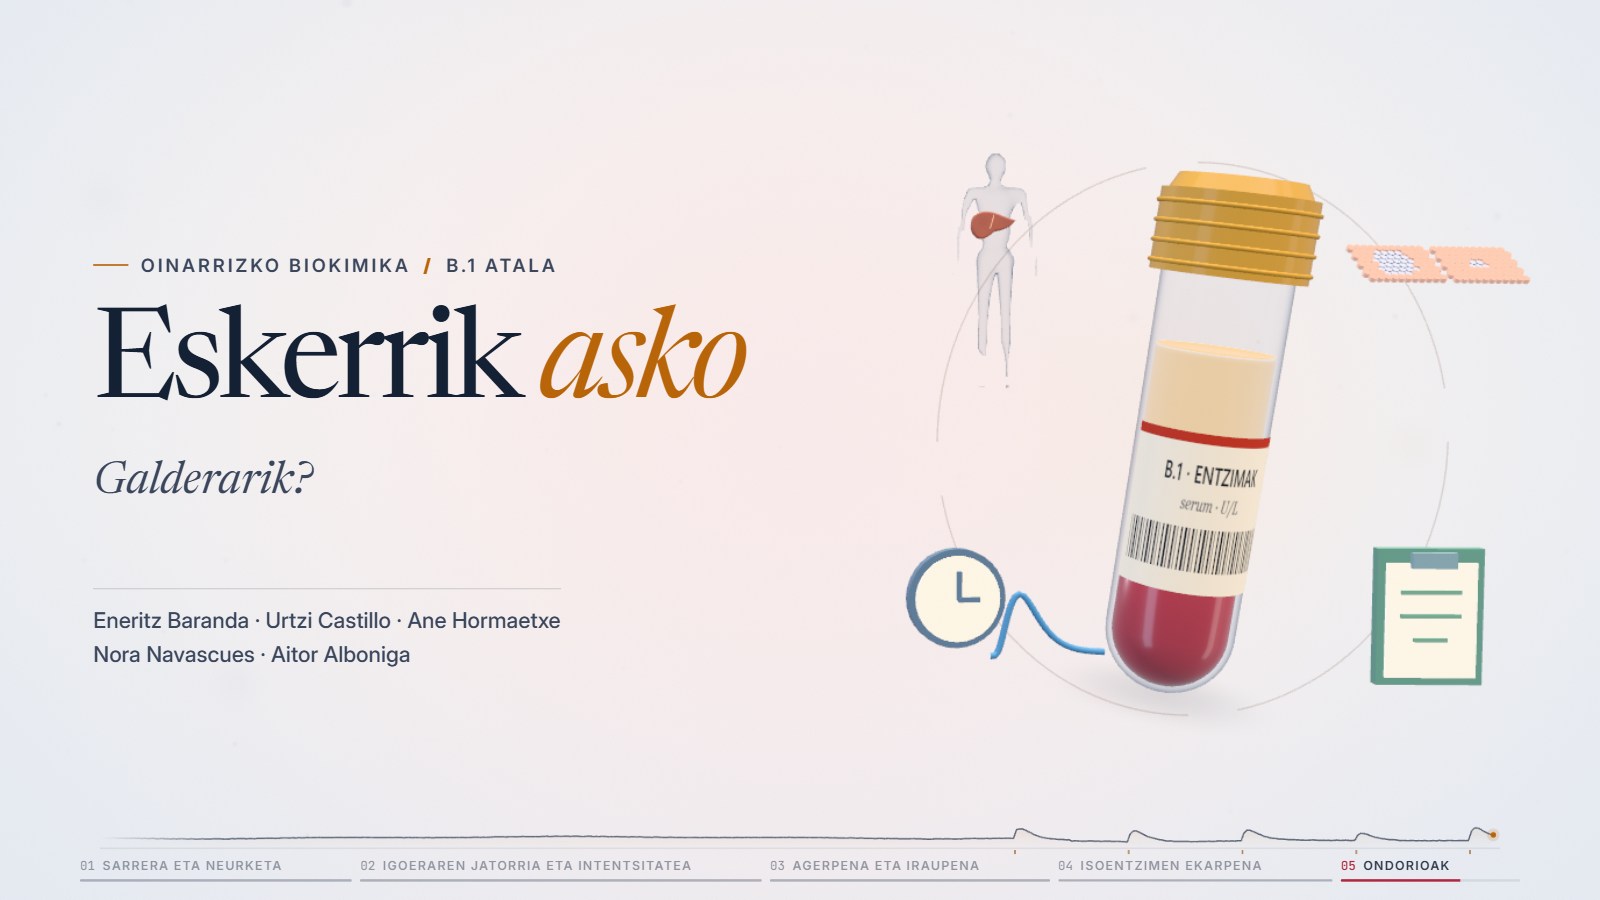 OINARRIZKO BIOKIMIKA / B.1 ATALA
Eskerrik asko
Galderarik?
Eneritz Baranda · Urtzi Castillo · Ane Hormaetxe
Nora Navascues · Aitor Alboniga
B.1 · ENTZIMAK
serum · U/L
01 SARRERA ETA NEURKETA
02 IGOERAREN JATORRIA ETA INTENTSITATEA
03 AGERPENA ETA IRAUPENA
04 ISOENTZIMEN EKARPENA
05 ONDORIOAK